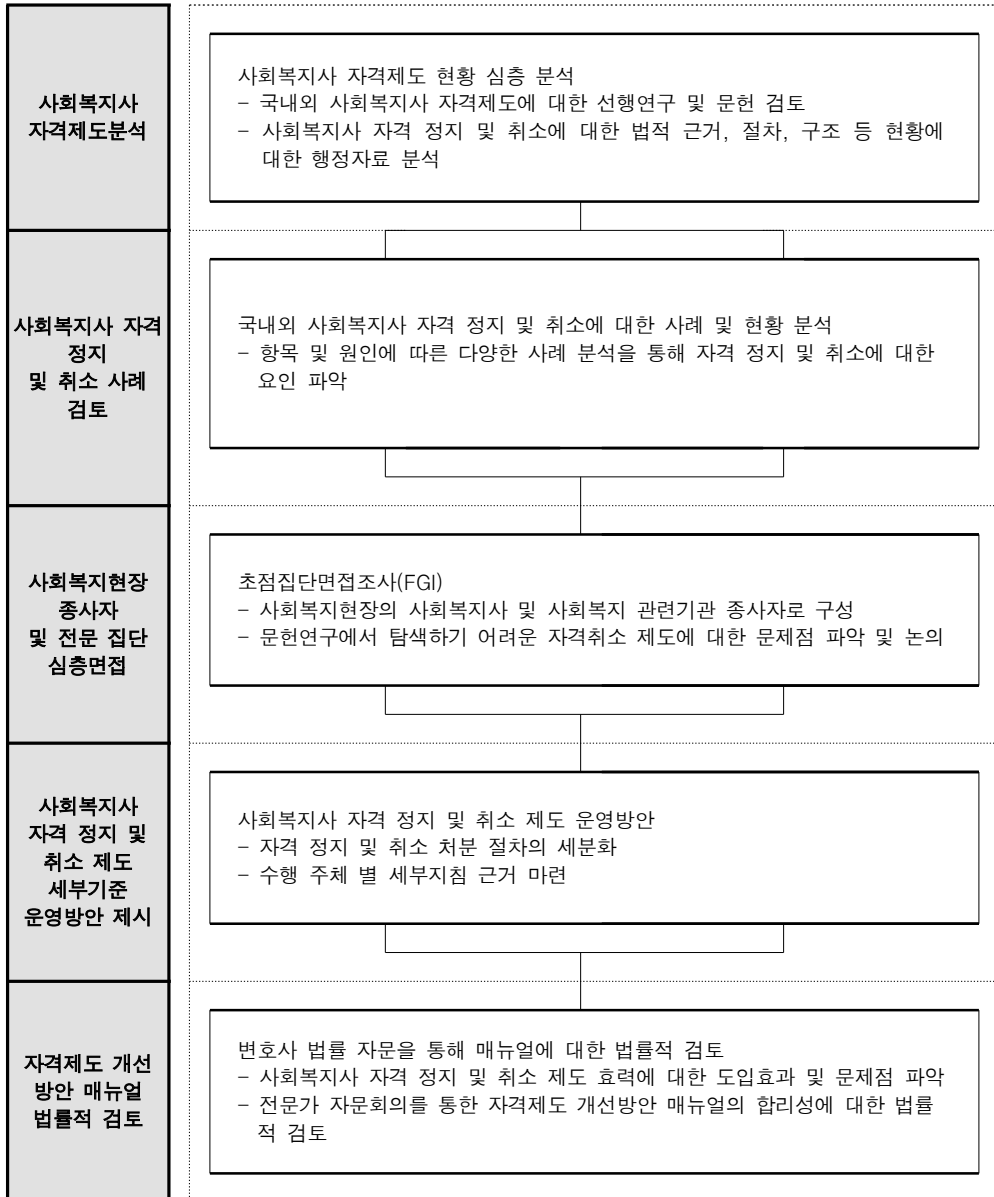 사회복지사
자격제도분석
사회복지사 자격제도 현황 심층 분석
- 국내외 사회복지사 자격제도에 대한 선행연구 및 문헌 검토
- 사회복지사 자격 정지 및 취소에 대한 법적 근거, 절차, 구조 등 현황에
대한 행정자료 분석
사회복지사 자격
정지
및 취소 사례
검토
국내외 사회복지사 자격 정지 및 취소에 대한 사례 및 현황 분석
- 항목 및 원인에 따른 다양한 사례 분석을 통해 자격 정지 및 취소에 대한
요인 파악
사회복지현장
종사자
및 전문 집단
심층면접
초점집단면접조사(FGI)
- 사회복지현장의 사회복지사 및 사회복지 관련기관 종사자로 구성
- 문헌연구에서 탐색하기 어려운 자격취소 제도에 대한 문제점 파악 및 논의
사회복지사
자격 정지 및
취소 제도
세부기준
운영방안 제시
사회복지사 자격 정지 및 취소 제도 운영방안
- 자격 정지 및 취소 처분 절차의 세분화
- 수행 주체 별 세부지침 근거 마련
자격제도 개선
방안 매뉴얼
법률적 검토
변호사 법률 자문을 통해 매뉴얼에 대한 법률적 검토
- 사회복지사 자격 정지 및 취소 제도 효력에 대한 도입효과 및 문제점 파악
- 전문가 자문회의를 통한 자격제도 개선방안 매뉴얼의 합리성에 대한 법률
적 검토